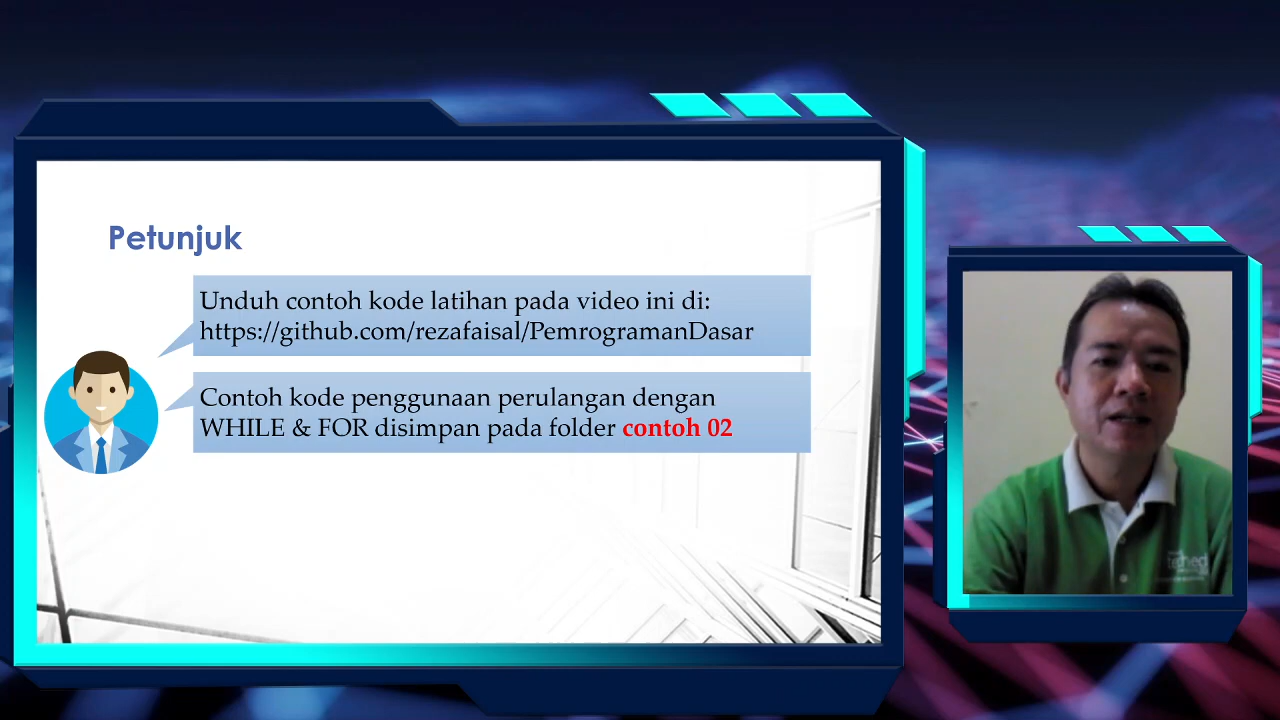 Petunjuk
Unduh contoh kode latihan pada video ini di:
https://github.com/rezafaisal/PemrogramanDasar
Contoh kode penggunaan perulangan dengan
WHILE & FOR disimpan pada folder contoh 02